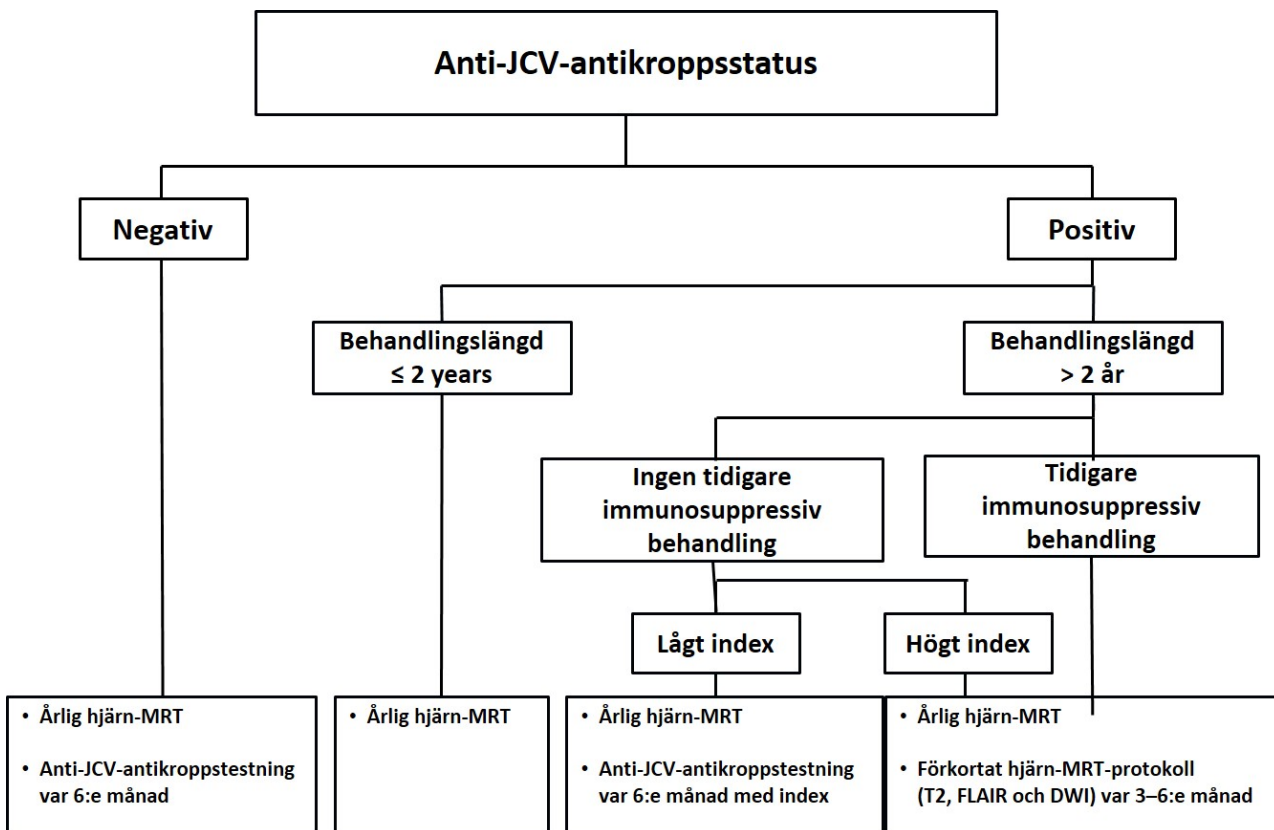 Anti-JCV-antikroppsstatus
Negativ
Positiv
Behandlingslängd
≤ 2 years
Behandlingslängd
> 2 år
Ingen tidigare
immunosuppressiv
behandling
Tidigare
immunosuppressiv
behandling
Lågt index
Högt index
• Årlig hjärn-MRT
• Anti-JCV-antikroppstestning
var 6:e månad
• Årlig hjärn-MRT
• Årlig hjärn-MRT
• Anti-JCV-antikroppstestning
var 6:e månad med index
• Årlig hjärn-MRT
• Förkortat hjärn-MRT-protokoll
(T2, FLAIR och DWI) var 3–6:e månad